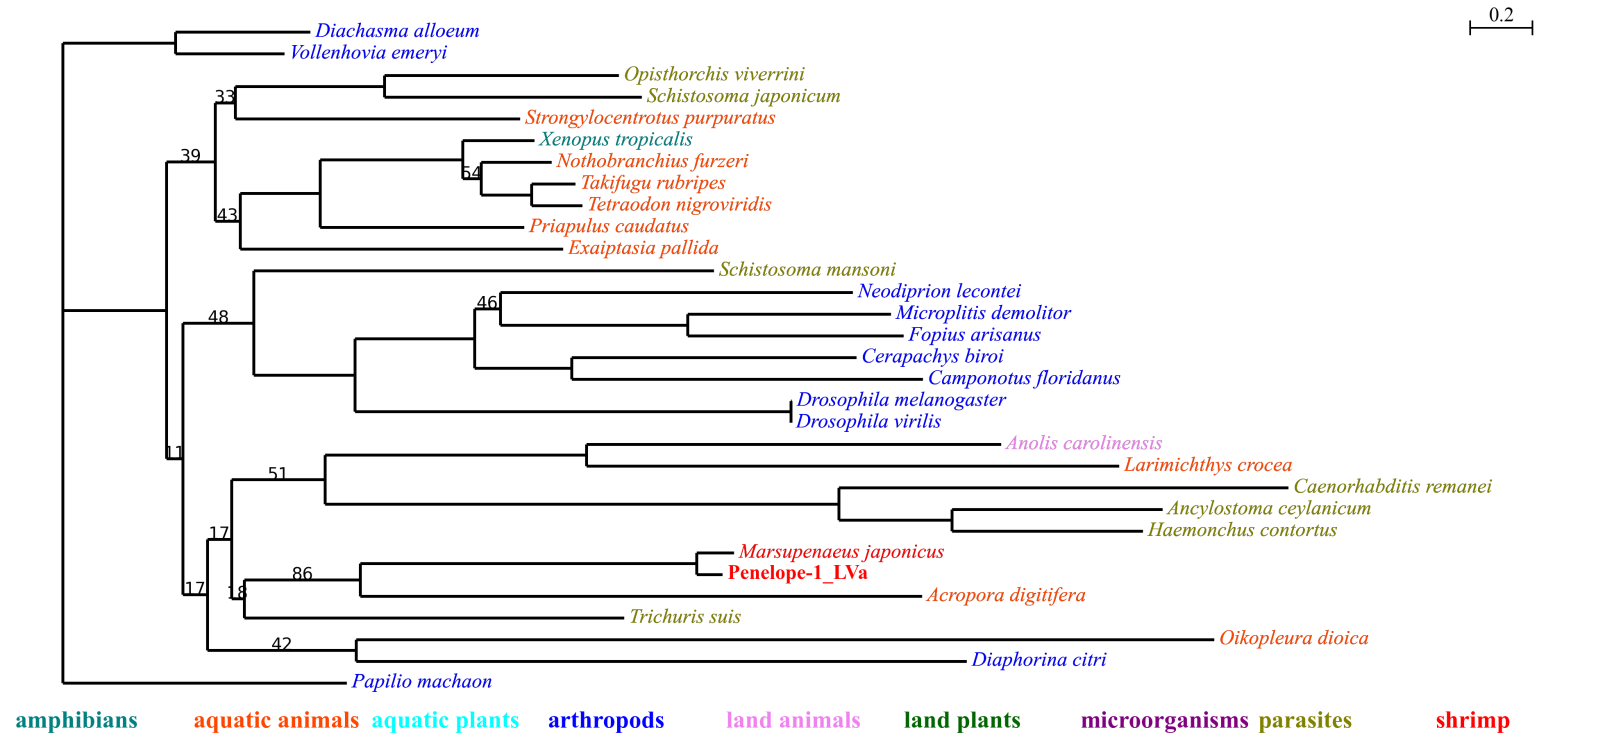 0.2
Diachasma alloeum
Vollenhovia emeryi
Opisthorchis viverrini
33
Schistosoma japonicum
Strongylocentrotus purpuratus
Xenopus tropicalis
39
Nothobranchius furzeri
54
Takifugu rubripes
Tetraodon nigroviridis
43
Priapulus caudatus
Exaiptasia pallida
Schistosoma mansoni
Neodiprion lecontei
46
Microplitis demolitor
48
Fopius arisanus
Cerapachys biroi
Camponotus floridanus
Drosophila melanogaster
Drosophila virilis
Anolis carolinensis
11
Larimichthys crocea
51
Caenorhabditis remanei
Ancylostoma ceylanicum
17
Haemonchus contortus
Marsupenaeus japonicus
86
Penelope-1_LVa
17
18
Acropora digitifera
Trichuris suis
42
Oikopleura dioica
Diaphorina citri
Papilio machaon
amphibians aquatic animals aquatic plants arthropods land animals land plants microorganisms parasites shrimp